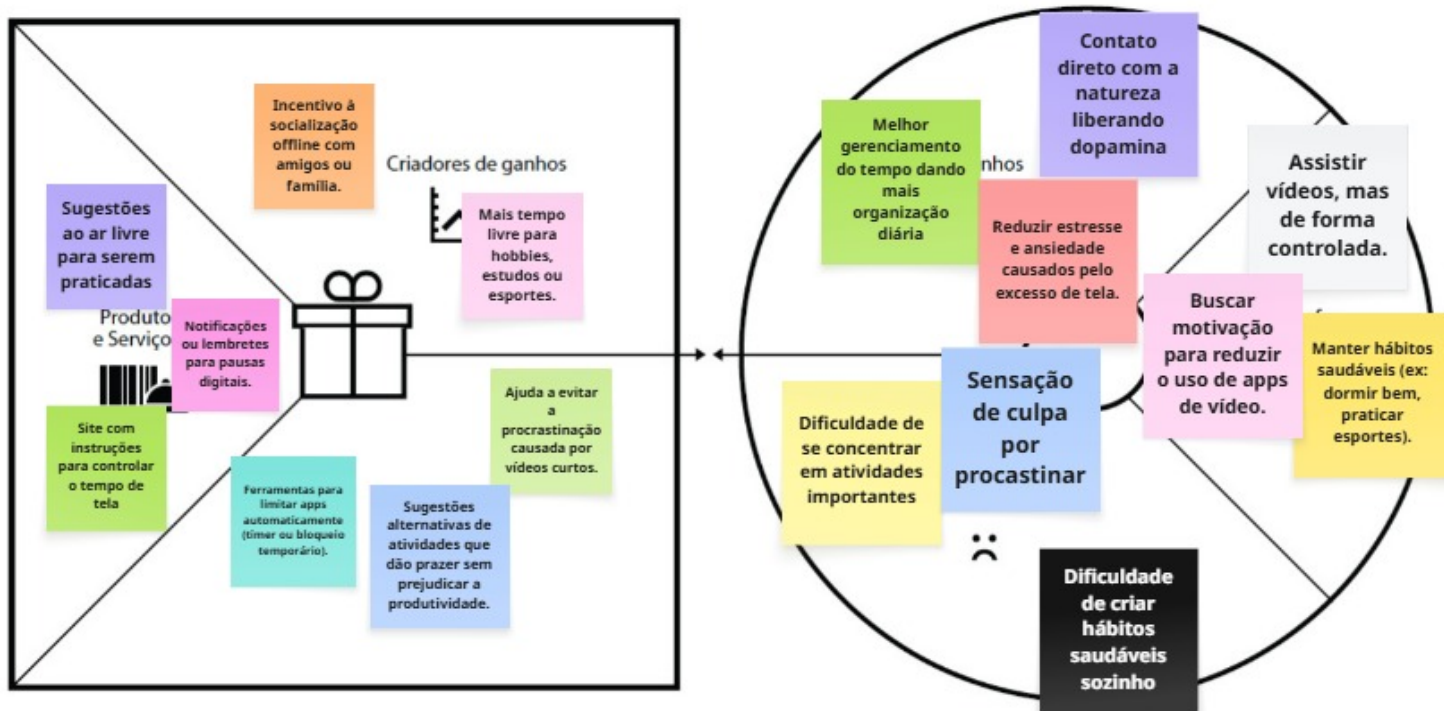 Incentivo á
socialização
offline com
amigos ou
família.
Criadores de ganhos
Mais tempo
livre para
hobbies,
estudos ou
esportes.
Sugestões
ao ar livre
para serem
praticadas
Produto
e Serviço
Notificações
ou lembretes
para pausas
digitais.
Site com
instruções
para controlar
o tempo de
tela
Ajuda a evitar
a
procrastinação
causada por
vídeos curtos.
Ferramentas para
limitar apps
automaticamente
(timer ou bloqueio
temporário).
Sugestões
alternativas de
atividades que
dão prazer sem
prejudicar a
produtividade.
Contato
direto com a
natureza
liberando
dopamina
Melhor
gerenciamento
do tempo dando
mais
organização
diária
nhos
Reduzir estresse
e ansiedade
causados pelo
excesso de tela.
Assistir
vídeos, mas
de forma
controlada.
Buscar
motivação
para reduzir
o uso de apps
de vídeo.
Manter hábitos
saudáveis (ex:
dormir bem,
praticar
esportes).
Dificuldade de
se concentrar
em atividades
importantes
Sensação
de culpa
por
procastinar
Dificuldade
de criar
hábitos
saudáveis
sozinho